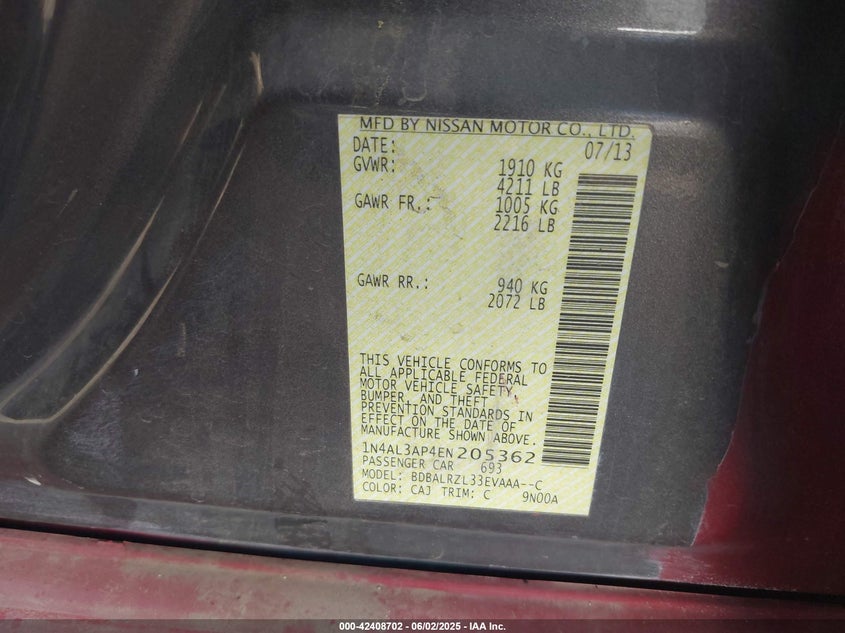 MFD BY NISSAN MOTOR CO., LTD.
DATE: 07/13
GVWR: 1910 KG
4211 LB
GAWR FR.: 1005 KG
2216 LB
GAWR RR.: 940 KG
2072 LB
THIS VEHICLE CONFORMS TO
ALL APPLICABLE FEDERAL
MOTOR VEHICLE SAFETY,
BUMPER, AND THEFT
PREVENTION STANDARDS IN
EFFECT ON THE DATE OF
MANUFACTURE SHOWN ABOVE.
1N4AL3AP4EN205362
PASSENGER CAR 693
MODEL: BDBALRZL33EVAAA--C
COLOR: CAJ TRIM: C 9N00A
000-42408702 - 06/02/2025 - IAA Inc.